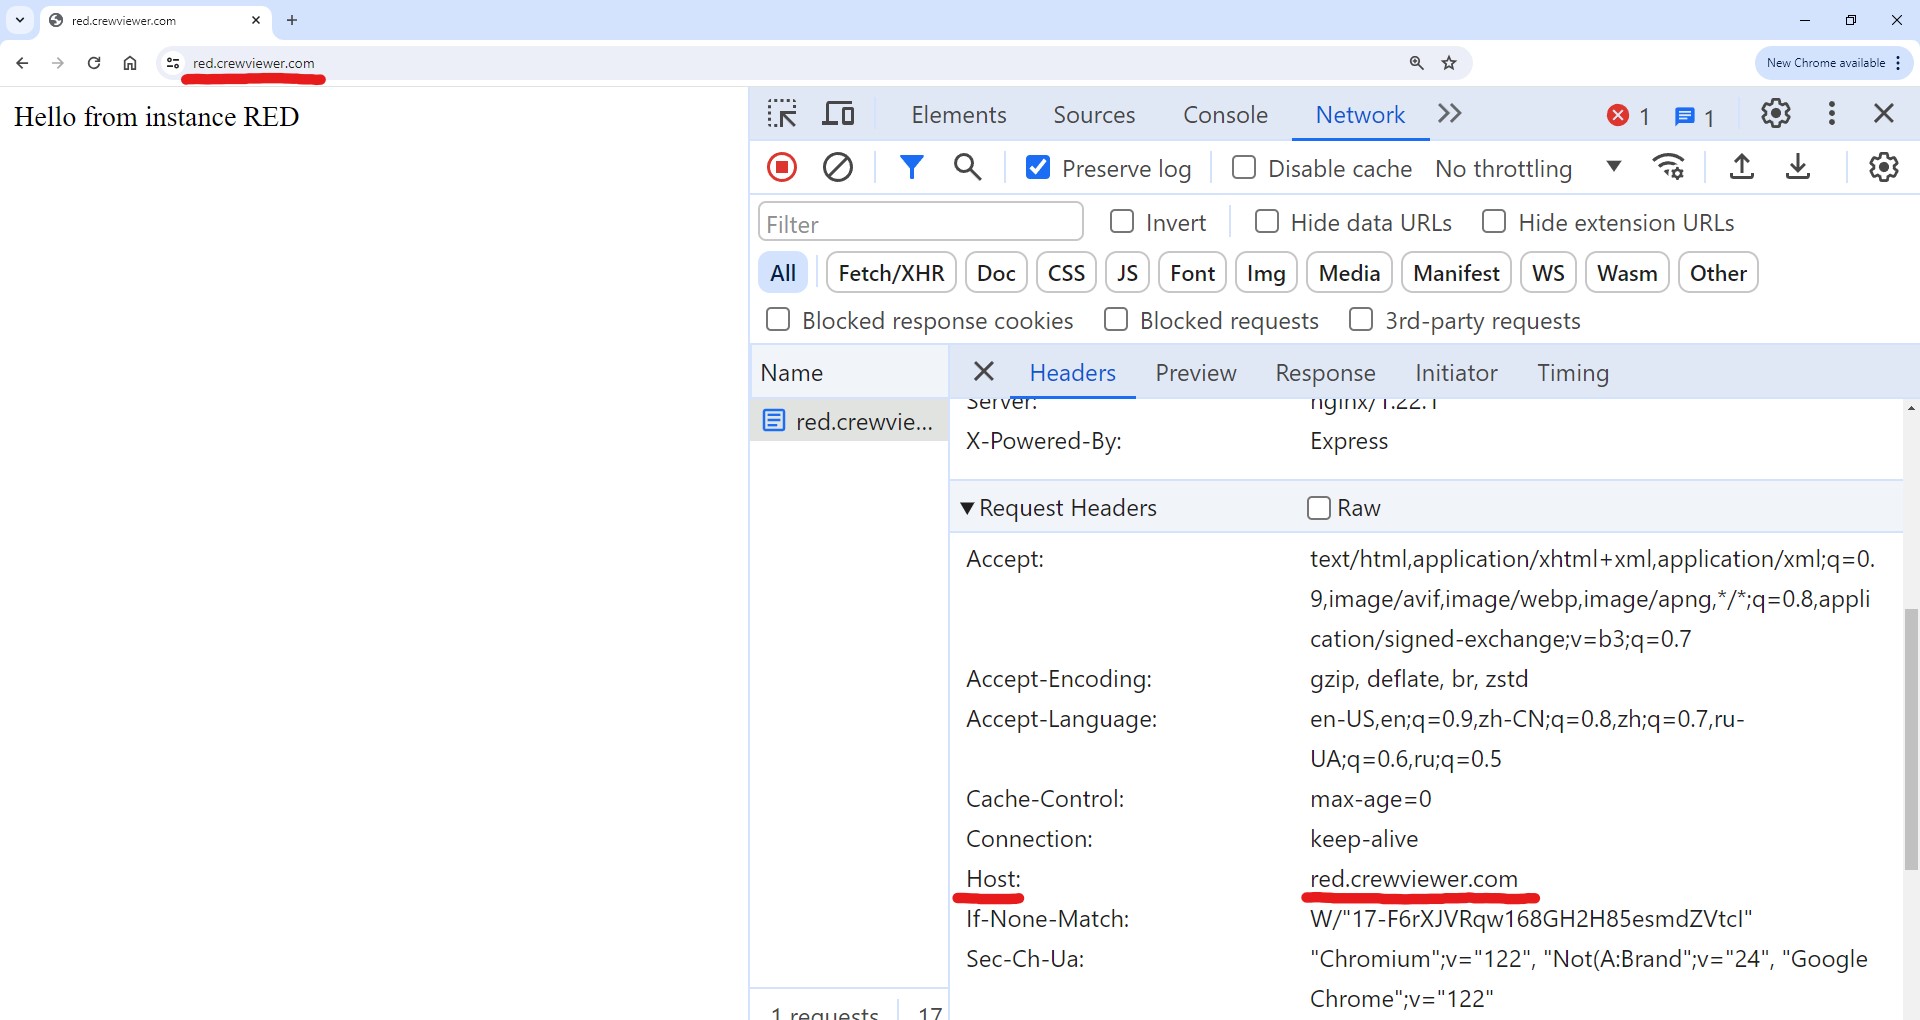 red.crewviewer.com
red.crewviewer.com
New Chrome available
Hello from instance RED
Elements Sources Console Network 1 1
Preserve log Disable cache No throttling
Filter Invert Hide data URLs Hide extension URLs
All Fetch/XHR Doc CSS JS Font Img Media Manifest WS Wasm Other
Blocked response cookies Blocked requests 3rd-party requests
Name Headers Preview Response Initiator Timing
red.crewvie...
Server: nginx/1.22.1
X-Powered-By: Express
Request Headers Raw
Accept: text/html,application/xhtml+xml,application/xml;q=0.
9,image/avif,image/webp,image/apng,*/*;q=0.8,appli
cation/signed-exchange;v=b3;q=0.7
Accept-Encoding: gzip, deflate, br, zstd
Accept-Language: en-US,en;q=0.9,zh-CN;q=0.8,zh;q=0.7,ru-
UA;q=0.6,ru;q=0.5
Cache-Control: max-age=0
Connection: keep-alive
Host: red.crewviewer.com
If-None-Match: W/"17-F6rXJVRqw168GH2H85esmdZVtcI"
Sec-Ch-Ua: "Chromium";v="122", "Not(A:Brand";v="24", "Google
Chrome";v="122"
1 requests 17